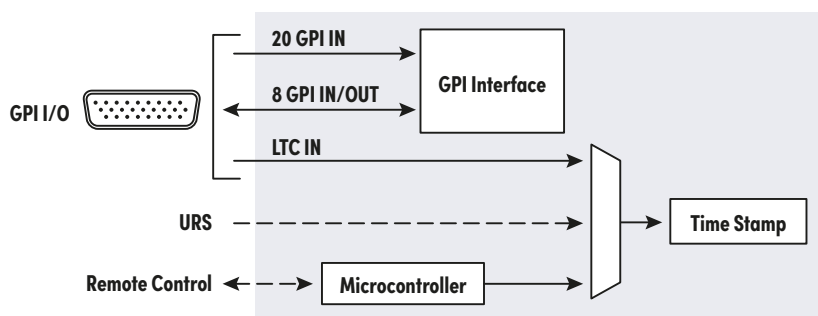 20 GPI IN
GPI Interface
8 GPI IN/OUT
GPI I/O
LTC IN
URS
Time Stamp
Remote Control
Microcontroller